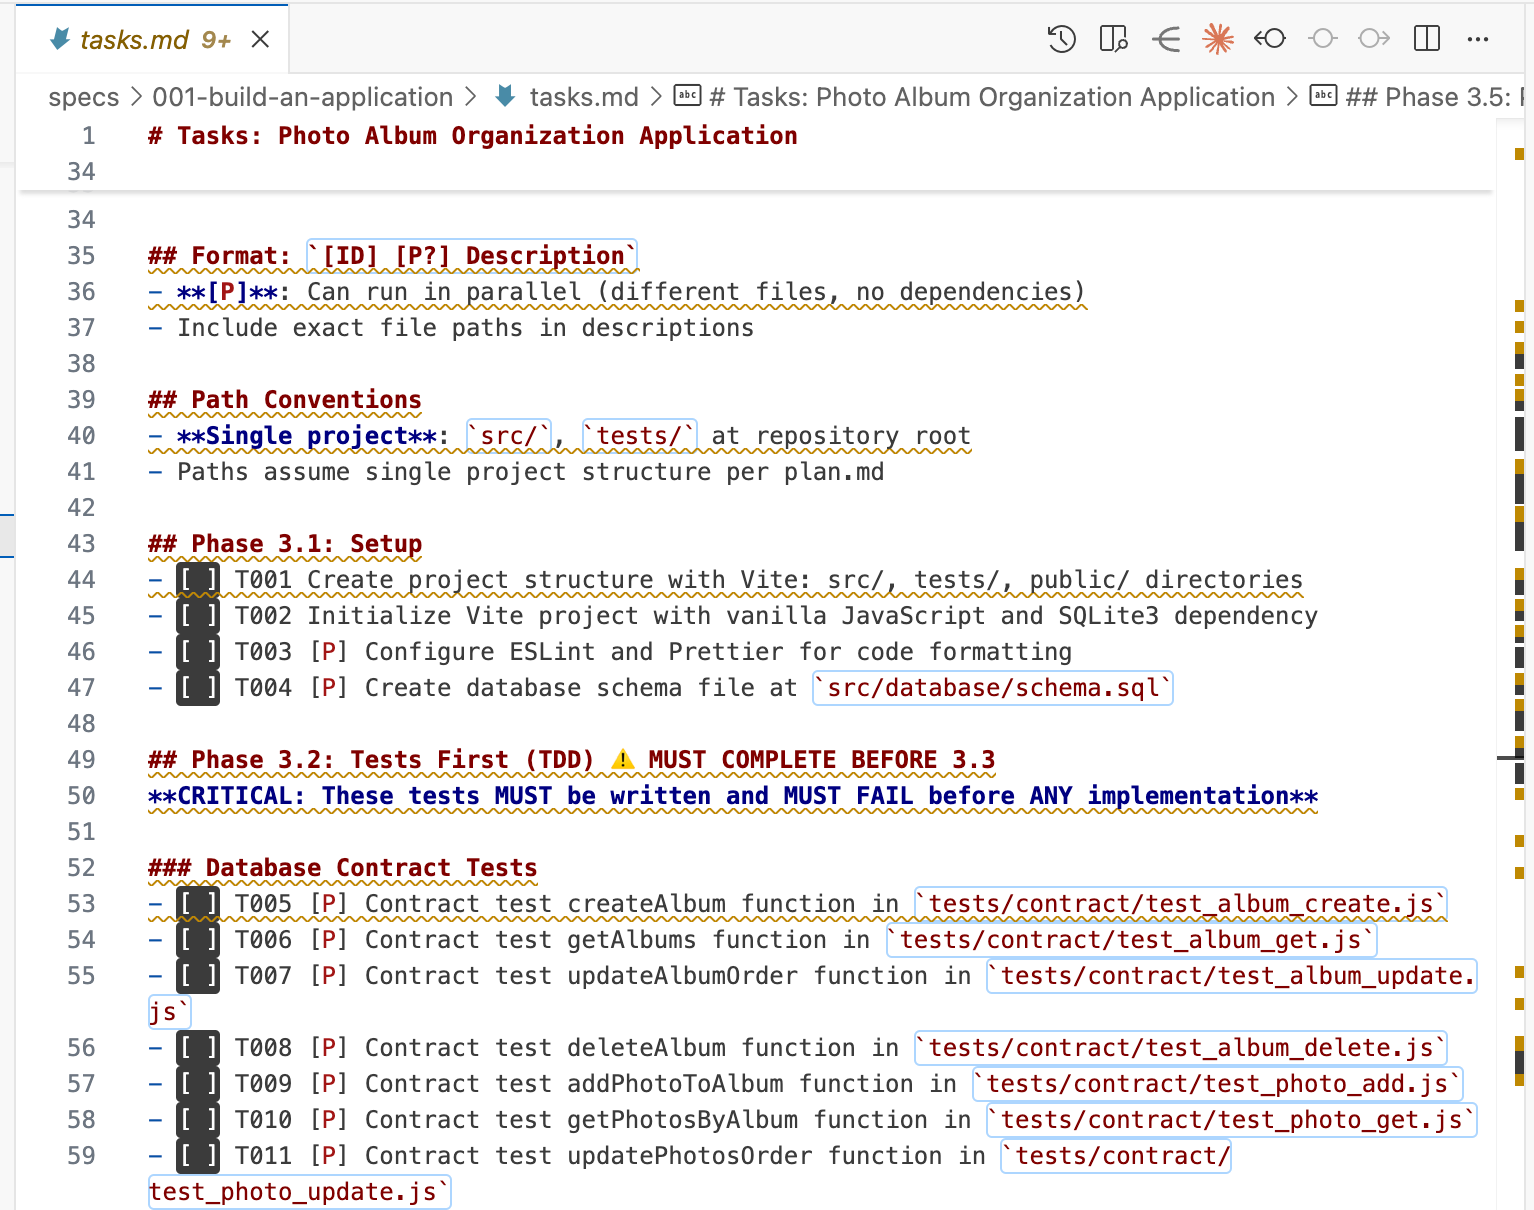 tasks.md 9+
specs > 001-build-an-application > tasks.md > # Tasks: Photo Album Organization Application > ## Phase 3.5:
1 # Tasks: Photo Album Organization Application
34
34
35 ## Format: `[ID] [P?] Description`
36 - **[P]**: Can run in parallel (different files, no dependencies)
37 - Include exact file paths in descriptions
38
39 ## Path Conventions
40 - **Single project**: `src/`, `tests/` at repository root
41 - Paths assume single project structure per plan.md
42
43 ## Phase 3.1: Setup
44 - [ ] T001 Create project structure with Vite: src/, tests/, public/ directories
45 - [ ] T002 Initialize Vite project with vanilla JavaScript and SQLite3 dependency
46 - [ ] T003 [P] Configure ESLint and Prettier for code formatting
47 - [ ] T004 [P] Create database schema file at `src/database/schema.sql`
48
49 ## Phase 3.2: Tests First (TDD) ⚠️ MUST COMPLETE BEFORE 3.3
50 **CRITICAL: These tests MUST be written and MUST FAIL before ANY implementation**
51
52 ### Database Contract Tests
53 - [ ] T005 [P] Contract test createAlbum function in `tests/contract/test_album_create.js`
54 - [ ] T006 [P] Contract test getAlbums function in `tests/contract/test_album_get.js`
55 - [ ] T007 [P] Contract test updateAlbumOrder function in `tests/contract/test_album_update.
js`
56 - [ ] T008 [P] Contract test deleteAlbum function in `tests/contract/test_album_delete.js`
57 - [ ] T009 [P] Contract test addPhotoToAlbum function in `tests/contract/test_photo_add.js`
58 - [ ] T010 [P] Contract test getPhotosByAlbum function in `tests/contract/test_photo_get.js`
59 - [ ] T011 [P] Contract test updatePhotosOrder function in `tests/contract/
test_photo_update.js`